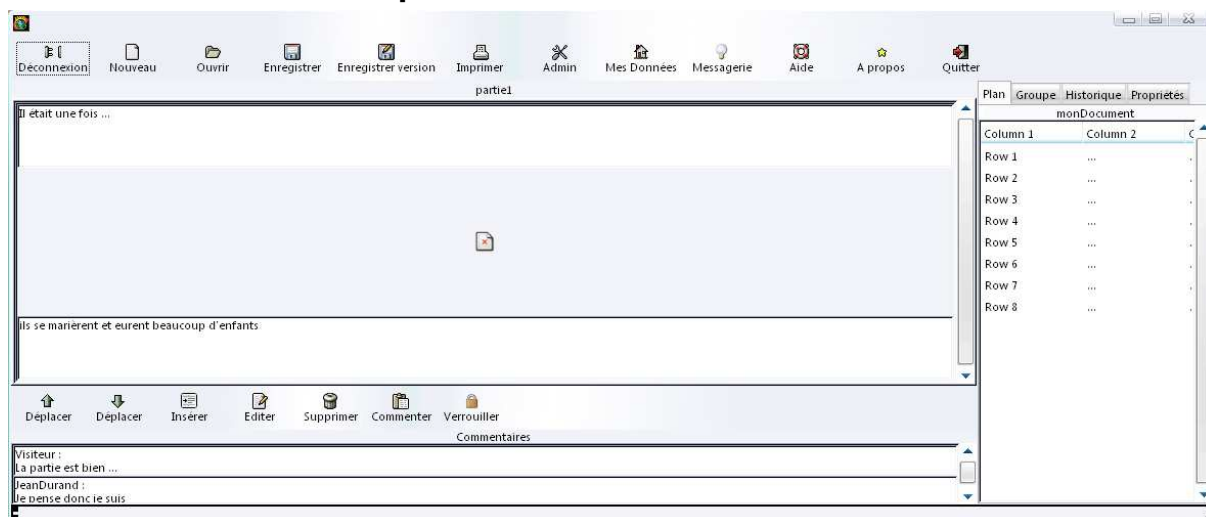 Déconnexion Nouveau Ouvrir Enregistrer Enregistrer version Imprimer Admin Mes Données Messagerie Aide A propos Quitter
partie1
Il était une fois ...
ils se marièrent et eurent beaucoup d'enfants
Déplacer Déplacer Insérer Editer Supprimer Commenter Verrouiller
Commentaires
Visiteur :
La partie est bien ...
JeanDurand :
Je pense donc je suis
Plan Groupe Historique Propriétés
monDocument
Column 1 Column 2
Row 1 ...
Row 2 ...
Row 3 ...
Row 4 ...
Row 5 ...
Row 6 ...
Row 7 ...
Row 8 ...